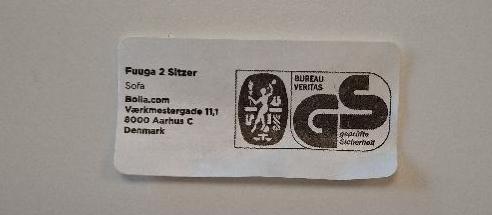 Fuuga 2 Sitzer
Sofa
Bolia.com
Værkmestergade 11,1
8000 Aarhus C
Denmark
BUREAU
VERITAS
GS
geprüfte
Sicherheit